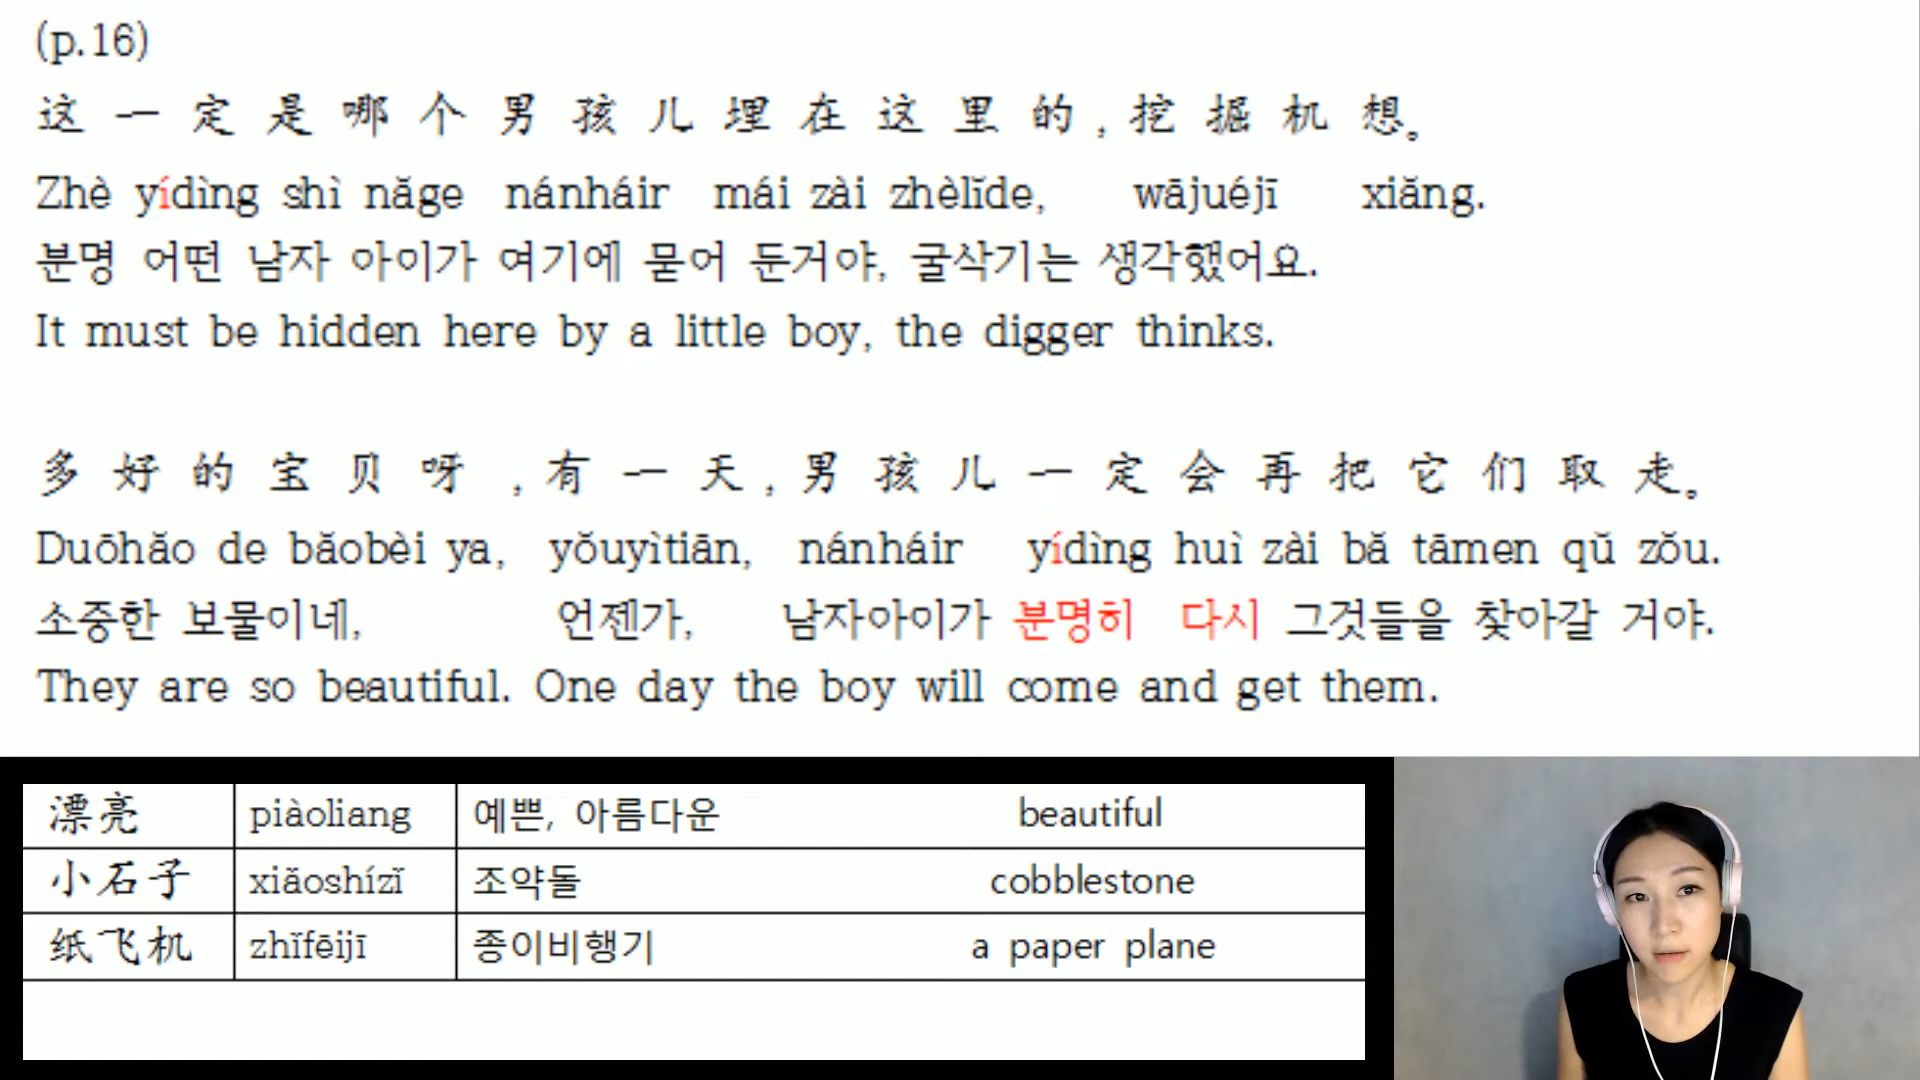 (p.16)
这一定是哪个男孩儿埋在这里的,挖掘机想。
Zhè yídìng shì nǎge nánháir mái zài zhèlǐde, wājuéjī xiǎng.
분명 어떤 남자 아이가 여기에 묻어 둔거야, 굴삭기는 생각했어요.
It must be hidden here by a little boy, the digger thinks.
多好的宝贝呀,有一天,男孩儿一定会再把它们取走。
Duōhǎo de bǎobèi ya, yǒuyìtiān, nánháir yídìng huì zài bǎ tāmen qǔ zǒu.
소중한 보물이네, 언젠가, 남자아이가 분명히 다시 그것들을 찾아갈 거야.
They are so beautiful. One day the boy will come and get them.
漂亮 piàoliang 예쁜, 아름다운 beautiful
小石子 xiǎoshízǐ 조약돌 cobblestone
纸飞机 zhǐfēijī 종이비행기 a paper plane